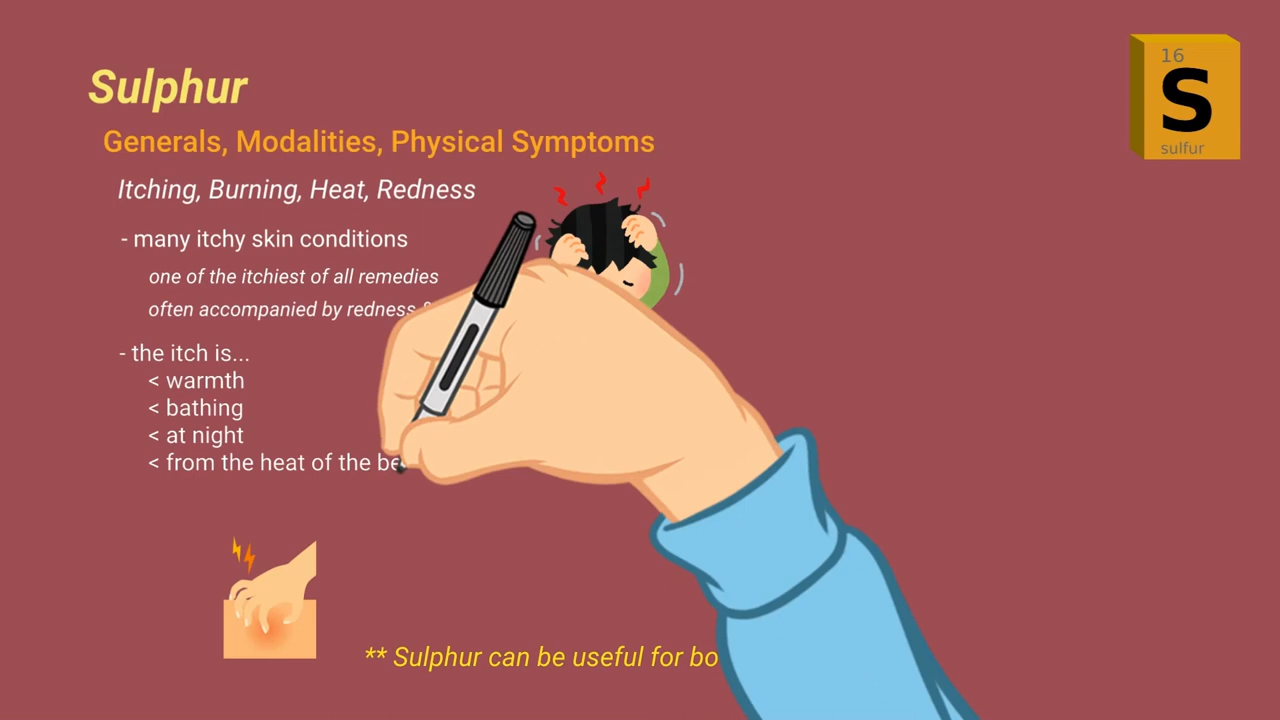 Sulphur
Generals, Modalities, Physical Symptoms
Itching, Burning, Heat, Redness
- many itchy skin conditions
one of the itchiest of all remedies
often accompanied by redness
- the itch is...
< warmth
< bathing
< at night
< from the heat of the
** Sulphur can be useful for
16
S
sulfur